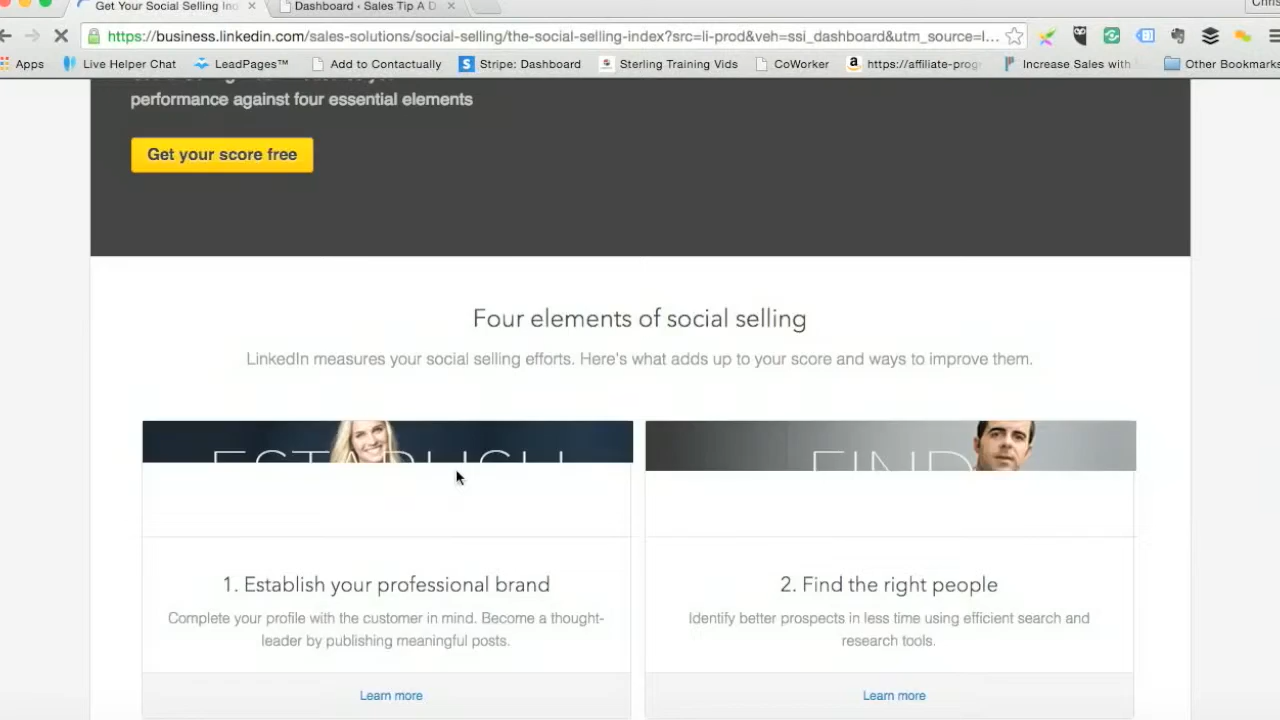 Get Your Social Selling Ind
Dashboard ‹ Sales Tip A D
Chris
https://business.linkedin.com/sales-solutions/social-selling/the-social-selling-index?src=li-prod&veh=ssi_dashboard&utm_source=l...
Apps
Live Helper Chat
LeadPages™
Add to Contactually
Stripe: Dashboard
Sterling Training Vids
CoWorker
https://affiliate-prog
Increase Sales with
Other Bookmarks
performance against four essential elements
Get your score free
Four elements of social selling
LinkedIn measures your social selling efforts. Here's what adds up to your score and ways to improve them.
ESTABLISH
FIND
1. Establish your professional brand
Complete your profile with the customer in mind. Become a thought-
leader by publishing meaningful posts.
Learn more
2. Find the right people
Identify better prospects in less time using efficient search and
research tools.
Learn more